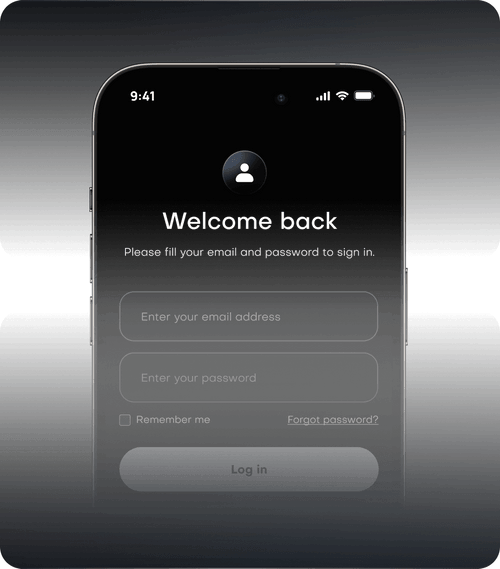 9:41
Welcome back
Please fill your email and password to sign in.
Enter your email address
Enter your password
Remember me
Forgot password?
Log in